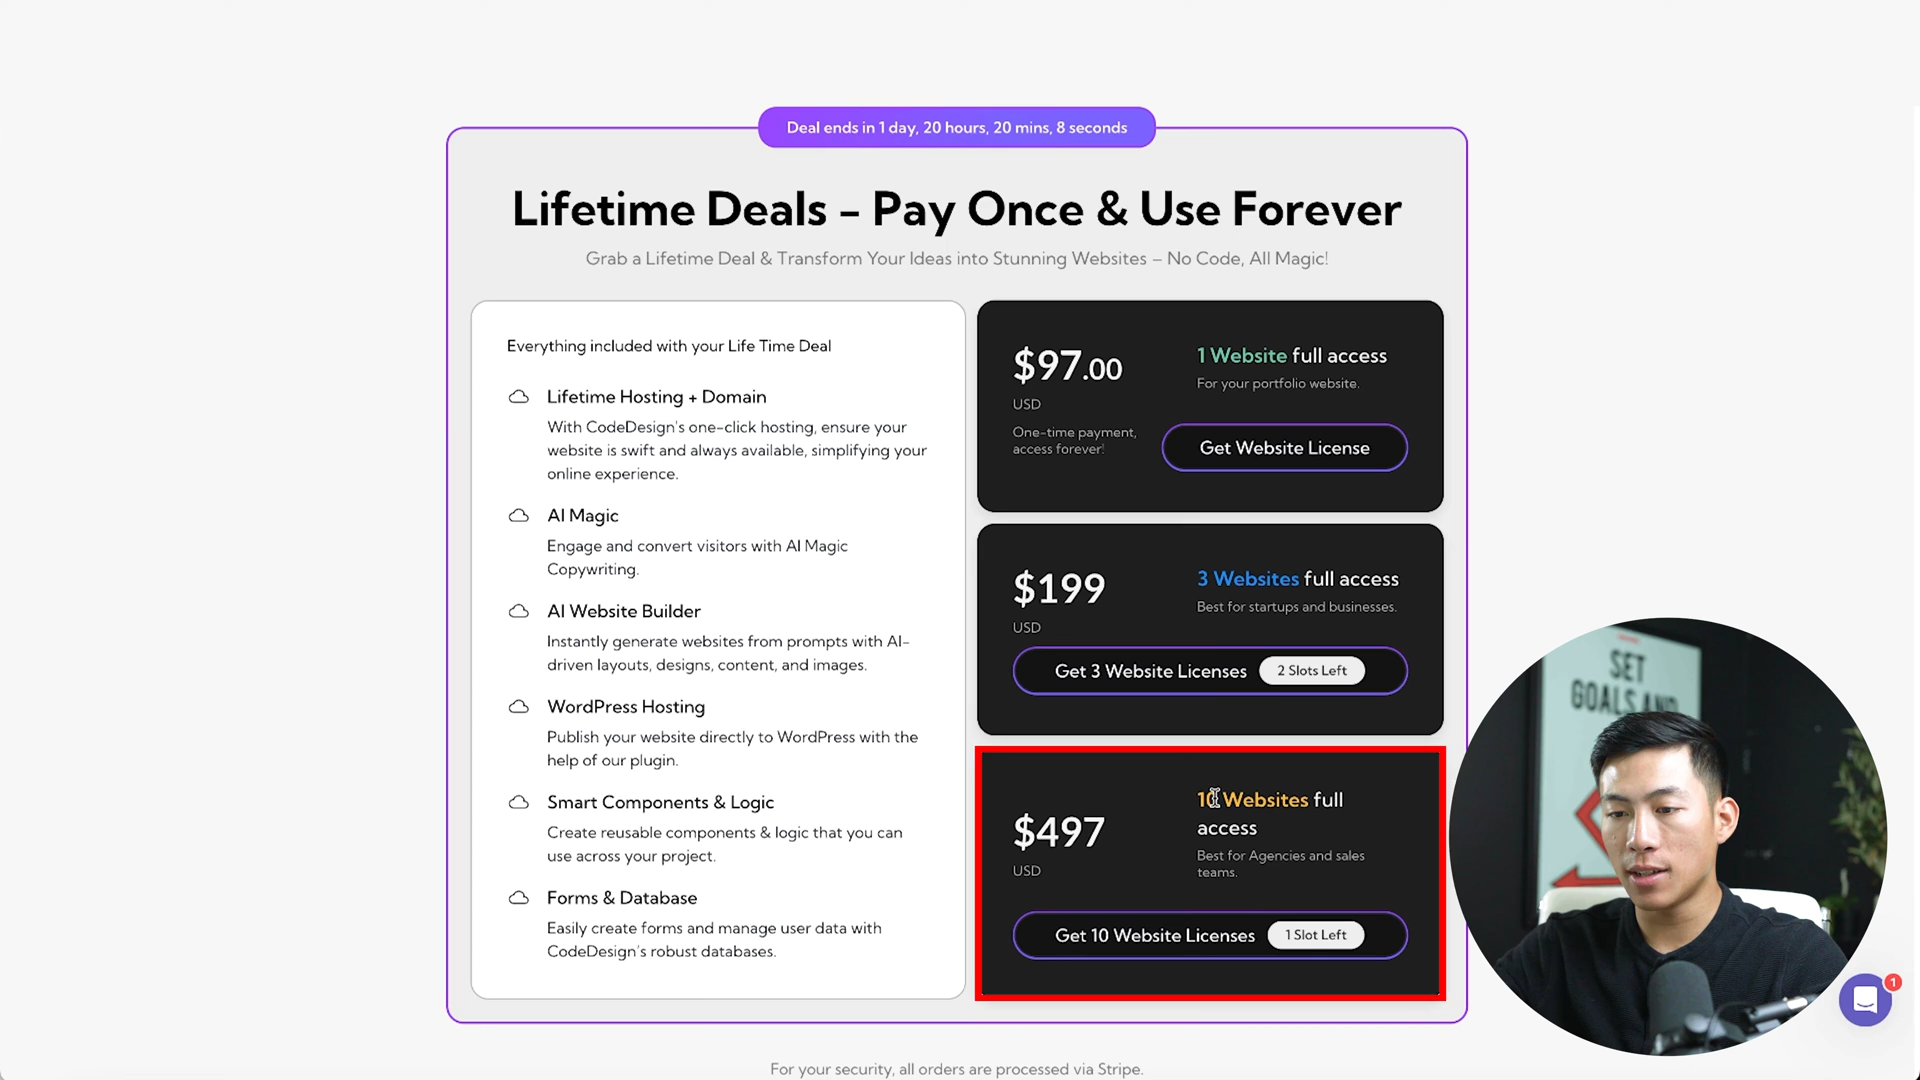 Deal ends in 1 day, 20 hours, 20 mins, 8 seconds
Lifetime Deals – Pay Once & Use Forever
Grab a Lifetime Deal & Transform Your Ideas into Stunning Websites – No Code, All Magic!
Everything included with your Life Time Deal
Lifetime Hosting + Domain
With CodeDesign's one-click hosting, ensure your
website is swift and always available, simplifying your
online experience.
AI Magic
Engage and convert visitors with AI Magic
Copywriting.
AI Website Builder
Instantly generate websites from prompts with AI-
driven layouts, designs, content, and images.
WordPress Hosting
Publish your website directly to WordPress with the
help of our plugin.
Smart Components & Logic
Create reusable components & logic that you can
use across your project.
Forms & Database
Easily create forms and manage user data with
CodeDesign's robust databases.
$97.00
USD
One-time payment,
access forever!
1 Website full access
For your portfolio website.
Get Website License
$199
USD
3 Websites full access
Best for startups and businesses.
Get 3 Website Licenses
2 Slots Left
$497
USD
10 Websites full
access
Best for Agencies and sales
teams.
Get 10 Website Licenses
1 Slot Left
SET
GOALS AND
1
For your security, all orders are processed via Stripe.